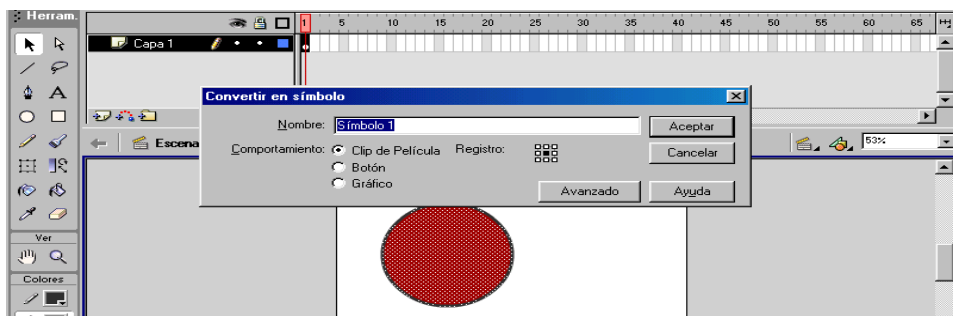 Herram.
1 5 10 15 20 25 30 35 40 45 50 55 60 65
Capa 1
Convertir en símbolo
Nombre: Símbolo 1
Aceptar
Escena
Comportamiento: Clip de Película Registro:
Cancelar
53%
Botón
Gráfico
Avanzado
Ayuda
Ver
Colores